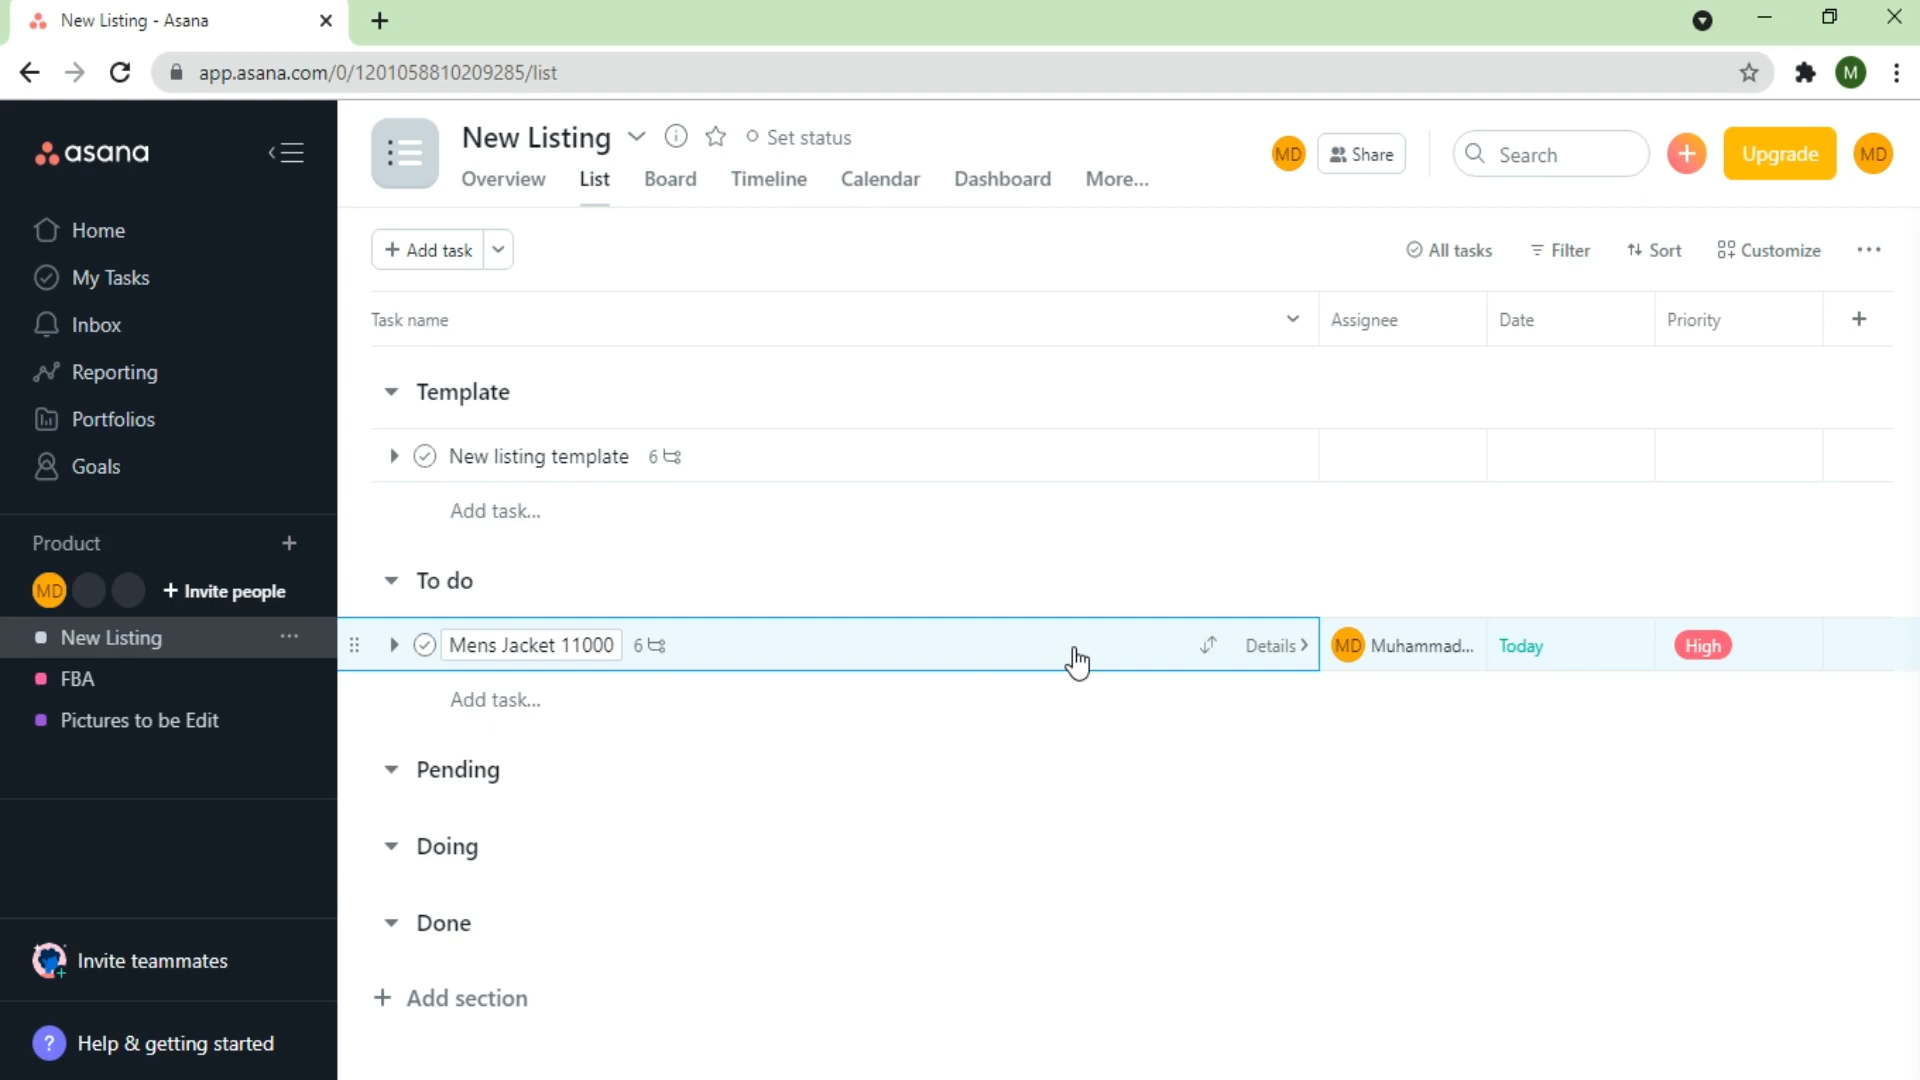 New Listing - Asana
app.asana.com/0/1201058810209285/list
M
asana
Home
My Tasks
Inbox
Reporting
Portfolios
Goals
Product
MD
+ Invite people
New Listing
FBA
Pictures to be Edit
Invite teammates
? Help & getting started
New Listing
Set status
Overview List Board Timeline Calendar Dashboard More...
MD Share Search + Upgrade MD
+ Add task
All tasks Filter Sort Customize
Task name Assignee Date Priority +
Template
New listing template 6
Add task...
To do
Mens Jacket 11000 6 Details > MD Muhammad... Today High
Add task...
Pending
Doing
Done
+ Add section